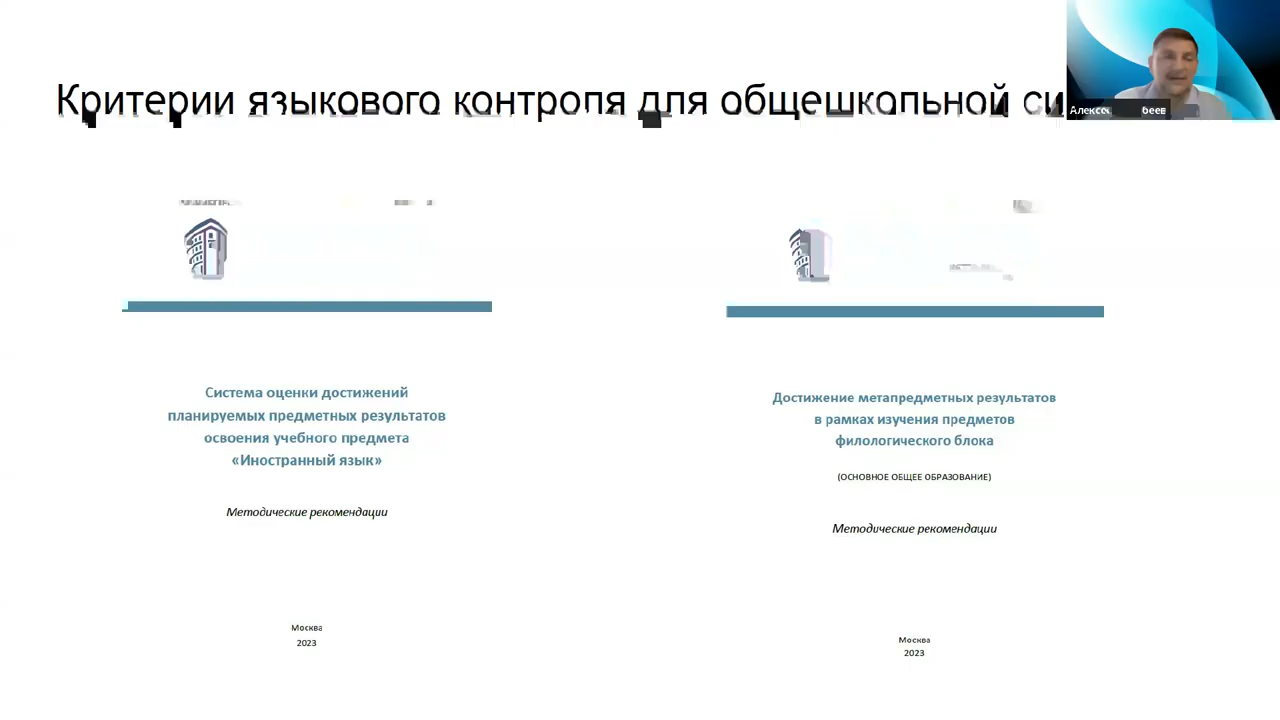 Критерии языкового контроля для общешкольной си
Система оценки достижений
планируемых предметных результатов
освоения учебного предмета
«Иностранный язык»
Методические рекомендации
Москва
2023
Достижение метапредметных результатов
в рамках изучения предметов
филологического блока
(ОСНОВНОЕ ОБЩЕЕ ОБРАЗОВАНИЕ)
Методические рекомендации
Москва
2023